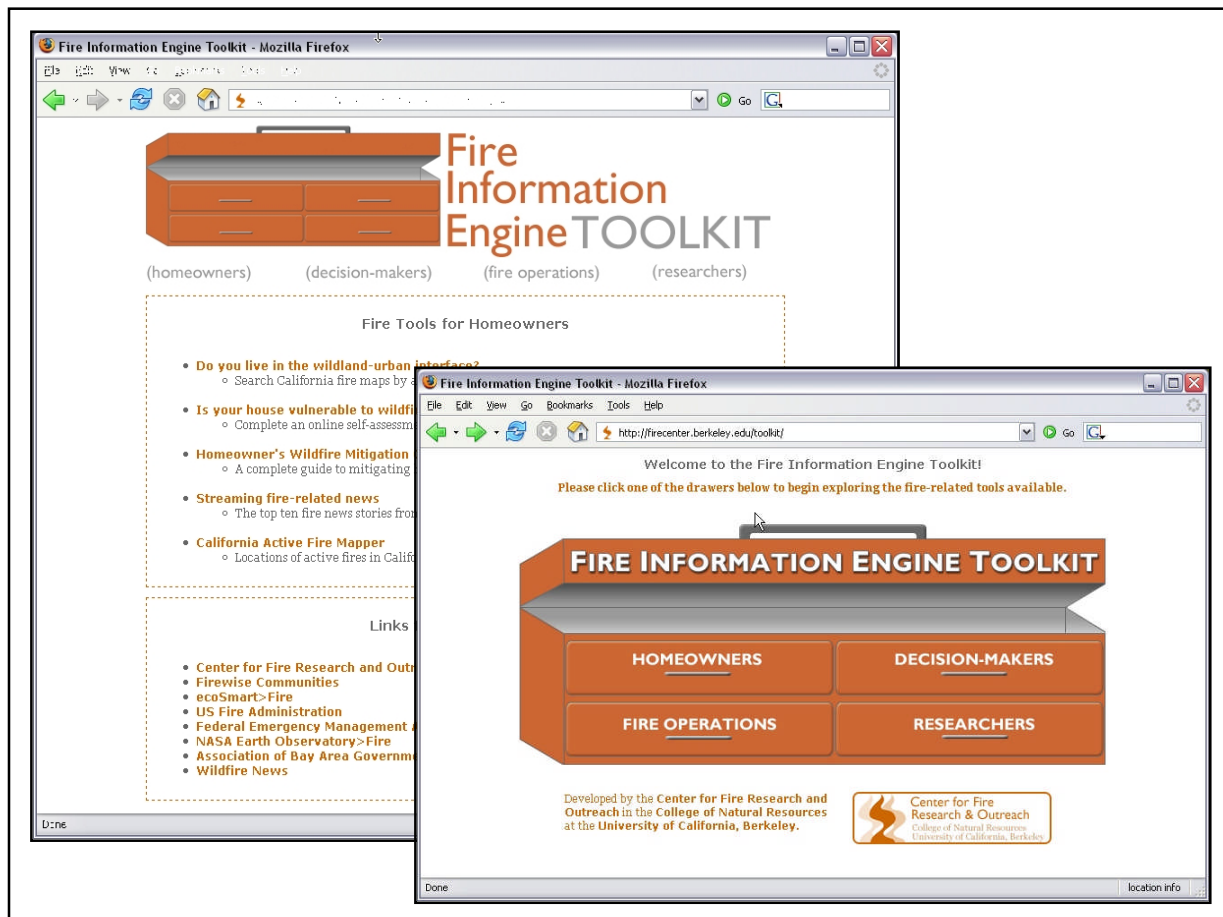 Fire Information Engine Toolkit - Mozilla Firefox
File Edit View
Go
Fire
Information
Engine TOOLKIT
(homeowners) (decision-makers) (fire operations) (researchers)
Fire Tools for Homeowners
Do you live in the wildland-urban interface?
Search California fire maps by
Is your house vulnerable to
Complete an online
Homeowner's Wildfire Mitigation
A complete guide to mitigating
Streaming fire-related news
The top ten fire news stories from
California Active Fire Mapper
Locations of active fires in
Links
Center for Fire Research and
Firewise Communities
ecoSmart>Fire
US Fire Administration
Federal Emergency Management
NASA Earth Observatory>Fire
Association of Bay Area
Wildfire News
Done
Fire Information Engine Toolkit - Mozilla Firefox
File Edit View Go Bookmarks Tools Help
http://firecenter.berkeley.edu/toolkit/ Go
Welcome to the Fire Information Engine Toolkit!
Please click one of the drawers below to begin exploring the fire-related tools available.
FIRE INFORMATION ENGINE TOOLKIT
HOMEOWNERS DECISION-MAKERS
FIRE OPERATIONS RESEARCHERS
Developed by the Center for Fire Research and
Outreach in the College of Natural Resources
at the University of California, Berkeley.
Center for Fire
Research & Outreach
College of Natural Resources
University of California, Berkeley
Done location info